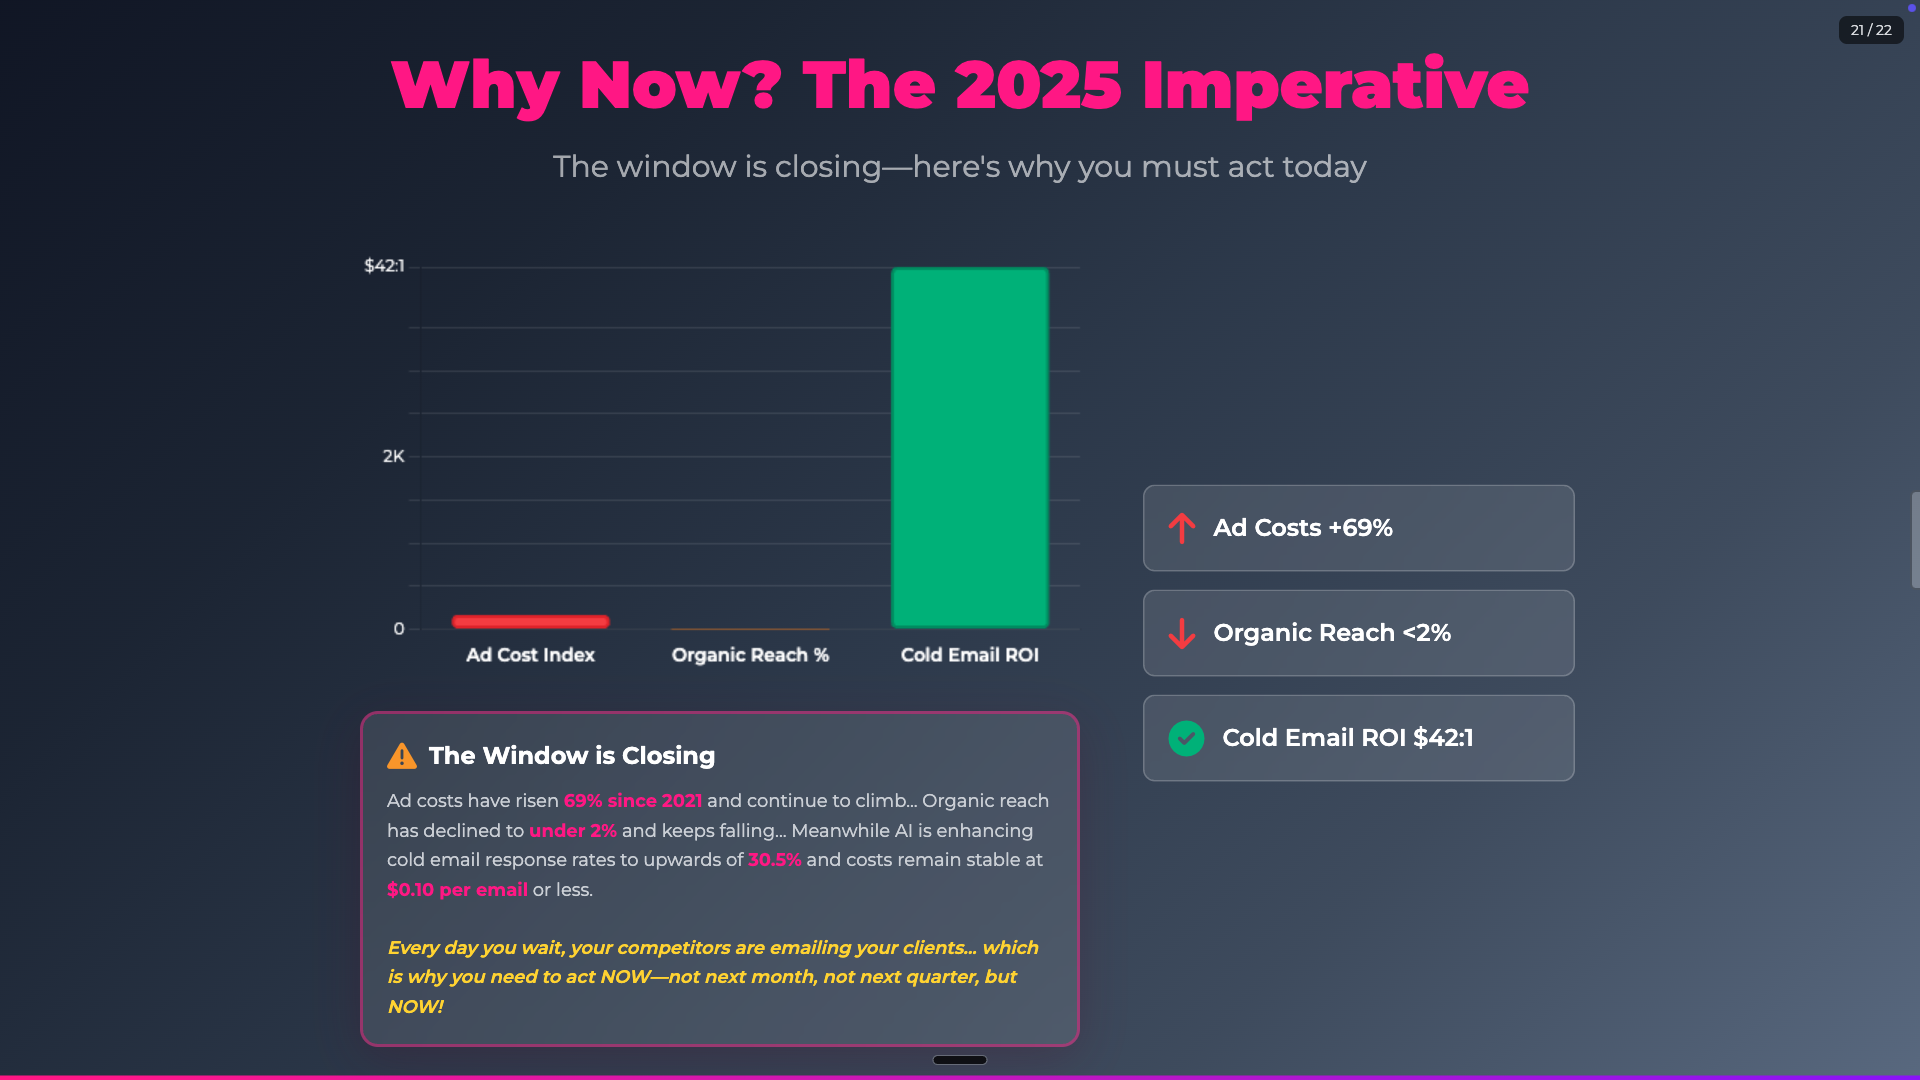 21 / 22
Why Now? The 2025 Imperative
The window is closing—here's why you must act today
$42:1
2K
0
Ad Cost Index
Organic Reach %
Cold Email ROI
Ad Costs +69%
Organic Reach <2%
Cold Email ROI $42:1
The Window is Closing
Ad costs have risen 69% since 2021 and continue to climb... Organic reach
has declined to under 2% and keeps falling... Meanwhile AI is enhancing
cold email response rates to upwards of 30.5% and costs remain stable at
$0.10 per email or less.
Every day you wait, your competitors are emailing your clients... which
is why you need to act NOW—not next month, not next quarter, but
NOW!